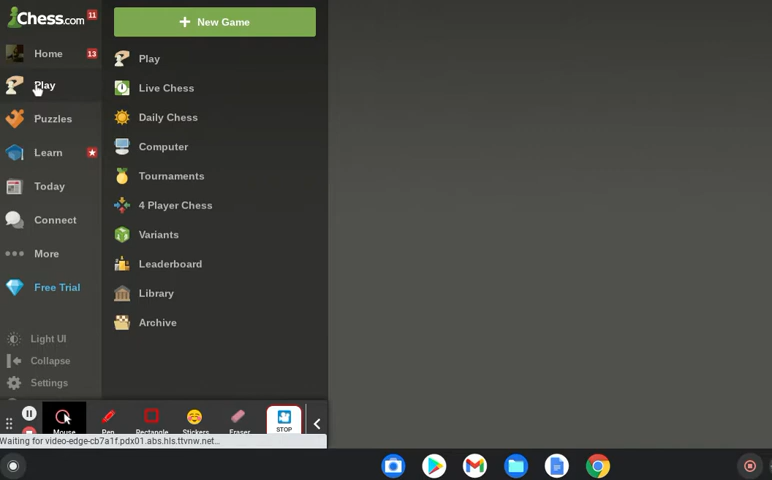 Chess.com 11
+ New Game
Home 13
Play
Puzzles
Learn
Today
Connect
More
Free Trial
Light UI
Collapse
Settings
Play
Live Chess
Daily Chess
Computer
Tournaments
4 Player Chess
Variants
Leaderboard
Library
Archive
Mouse
Pen
Rectangle
Stickers
Eraser
STOP
Waiting for video-edge-cb7a1f.pdx01.abs.hls.ttvnw.net...